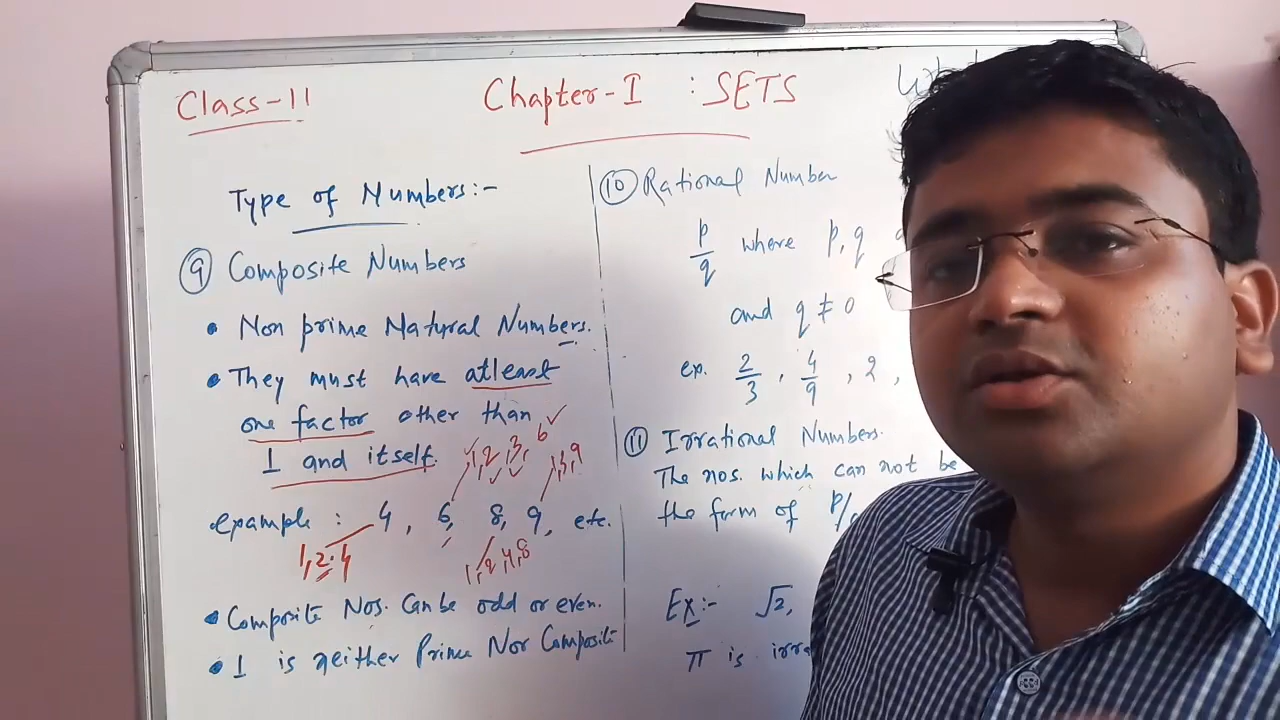 Class-11
Chapter-I : SETS
Type of Numbers:-
⑨ Composite Numbers
• Non prime Natural Numbers.
• They must have atleast
one factor other than ✓
1 and itself.
1,2,3,6
1,3,9
example : 4, 6, 8, 9, etc.
1,2,4
1,2,4,8
• Composite Nos. Can be odd or even.
• 1 is neither Prime Nor Composite
⑩ Rational Number
p/q where p, q
and q ≠ 0
ex. 2/3, 4/9, 2,
⑪ Irrational Numbers.
The nos. which can not be
the form of P/
Ex:- √2,
π is